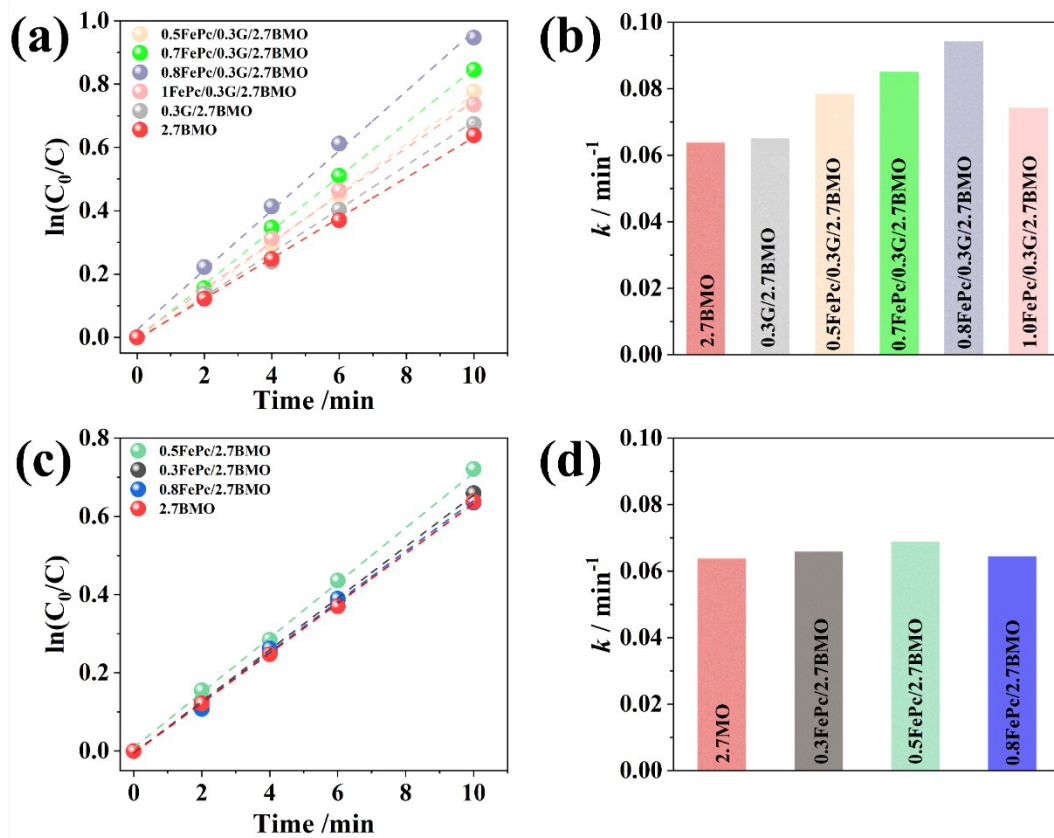 (a)
ln(C₀/C)
1.0
0.8
0.6
0.4
0.2
0.0
0.5FePc/0.3G/2.7BMO
0.7FePc/0.3G/2.7BMO
0.8FePc/0.3G/2.7BMO
1FePc/0.3G/2.7BMO
0.3G/2.7BMO
2.7BMO
0 2 4 6 8 10
Time /min
(b)
k / min⁻¹
0.10
0.08
0.06
0.04
0.02
0.00
2.7BMO
0.3G/2.7BMO
0.5FePc/0.3G/2.7BMO
0.7FePc/0.3G/2.7BMO
0.8FePc/0.3G/2.7BMO
1.0FePc/0.3G/2.7BMO
(c)
ln(C₀/C)
0.8
0.6
0.4
0.2
0.0
0.5FePc/2.7BMO
0.3FePc/2.7BMO
0.8FePc/2.7BMO
2.7BMO
0 2 4 6 8 10
Time /min
(d)
k / min⁻¹
0.10
0.08
0.06
0.04
0.02
0.00
2.7MO
0.3FePc/2.7BMO
0.5FePc/2.7BMO
0.8FePc/2.7BMO